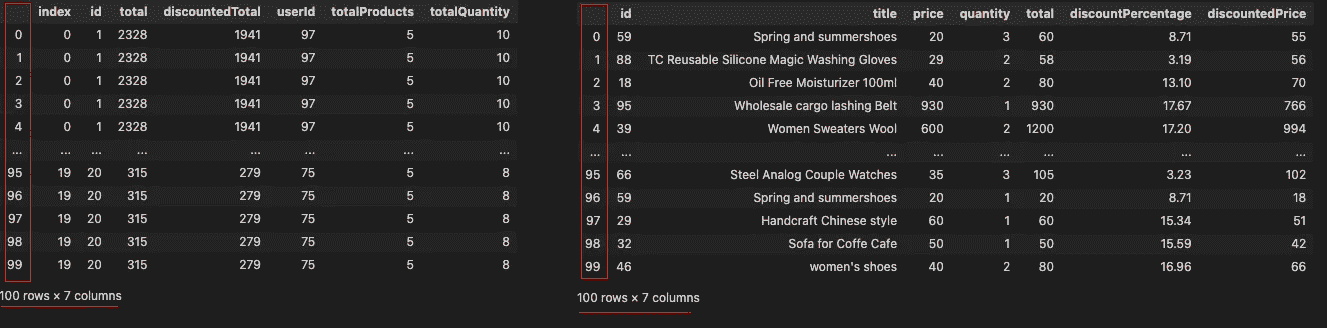 index id total discountedTotal userId totalProducts totalQuantity
0 0 1 2328 1941 97 5 10
1 0 1 2328 1941 97 5 10
2 0 1 2328 1941 97 5 10
3 0 1 2328 1941 97 5 10
4 0 1 2328 1941 97 5 10
... ... ... ... ... ... ... ...
95 19 20 315 279 75 5 8
96 19 20 315 279 75 5 8
97 19 20 315 279 75 5 8
98 19 20 315 279 75 5 8
99 19 20 315 279 75 5 8
100 rows × 7 columns
id title price quantity total discountPercentage discountedPrice
0 59 Spring and summershoes 20 3 60 8.71 55
1 88 TC Reusable Silicone Magic Washing Gloves 29 2 58 3.19 56
2 18 Oil Free Moisturizer 100ml 40 2 80 13.10 70
3 95 Wholesale cargo lashing Belt 930 1 930 17.67 766
4 39 Women Sweaters Wool 600 2 1200 17.20 994
... ... ... ... ... ... ... ...
95 66 Steel Analog Couple Watches 35 3 105 3.23 102
96 59 Spring and summershoes 20 1 20 8.71 18
97 29 Handcraft Chinese style 60 1 60 15.34 51
98 32 Sofa for Coffe Cafe 50 1 50 15.59 42
99 46 women's shoes 40 2 80 16.96 66
100 rows × 7 columns